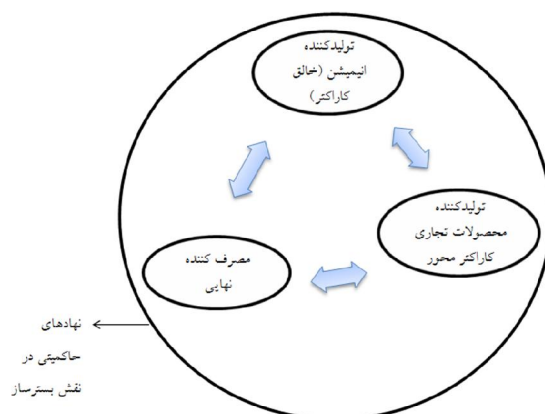 تولیدکننده
انیمیشن (خالق
کاراکتر)
تولیدکننده
محصولات تجاری
کاراکتر محور
مصرف کننده
نهایی
نهادهای
حاکمیتی در
نقش بسترساز